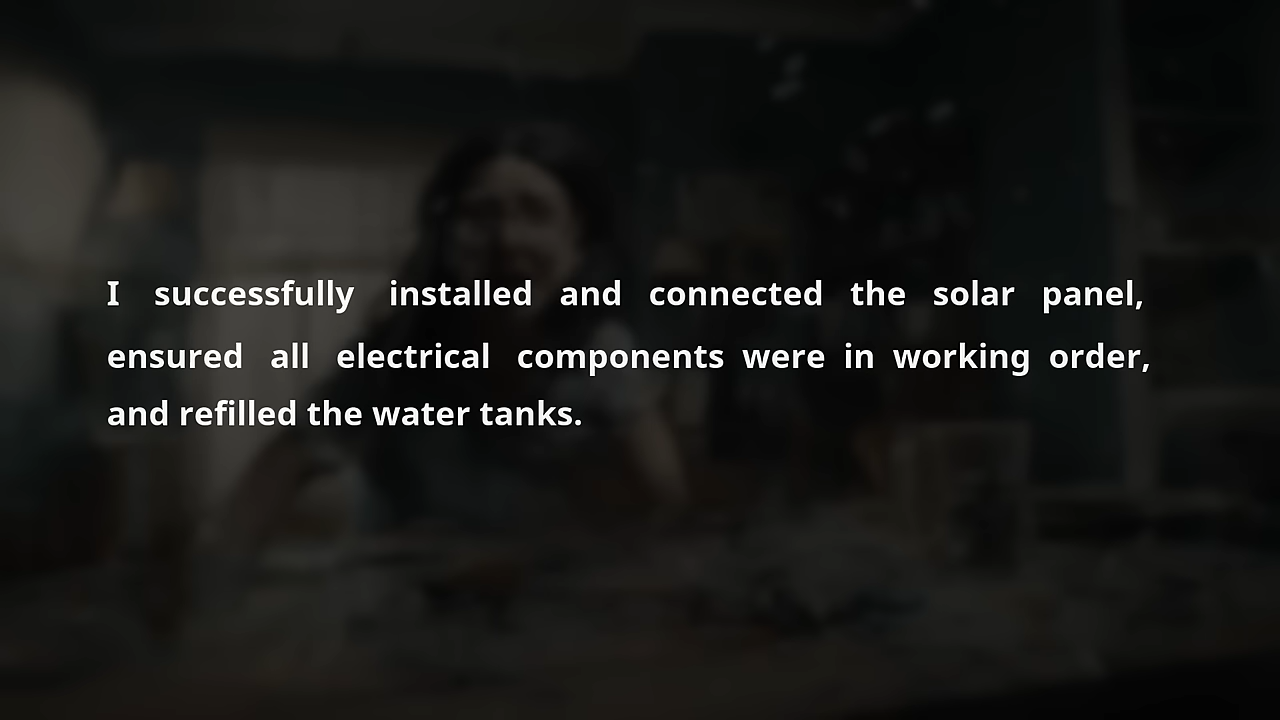 I successfully installed and connected the solar panel,
ensured all electrical components were in working order,
and refilled the water tanks.